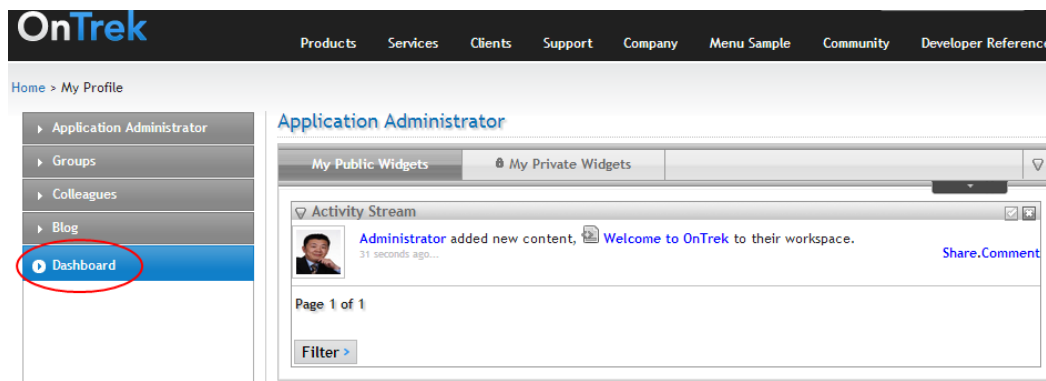 OnTrek
Products Services Clients Support Company Menu Sample Community Developer Reference
Home > My Profile
Application Administrator
Groups
Colleagues
Blog
Dashboard
Application Administrator
My Public Widgets My Private Widgets
Activity Stream
Administrator added new content, Welcome to OnTrek to their workspace.
31 seconds ago...
Share.Comment
Page 1 of 1
Filter >